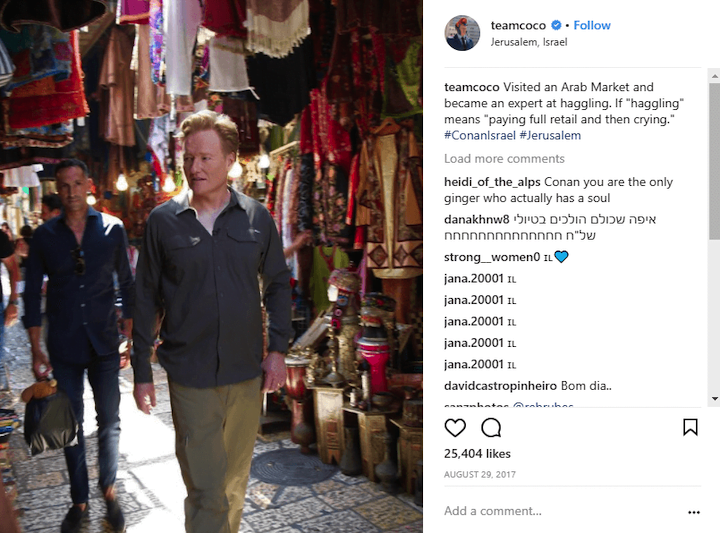 teamcoco • Follow
Jerusalem, Israel
teamcoco Visited an Arab Market and
became an expert at haggling. If "haggling"
means "paying full retail and then crying."
#ConanIsrael #Jerusalem
Load more comments
heidi_of_the_alps Conan you are the only
ginger who actually has a soul
danakhnw8 איפה שכולם הולכים בטיולי
של"ח חחחחחחחחחחחחחחח
strong__women0 IL💙
jana.20001 IL
jana.20001 IL
jana.20001 IL
jana.20001 IL
jana.20001 IL
davidcastropinheiro Bom dia..
25,404 likes
AUGUST 29, 2017
Add a comment...